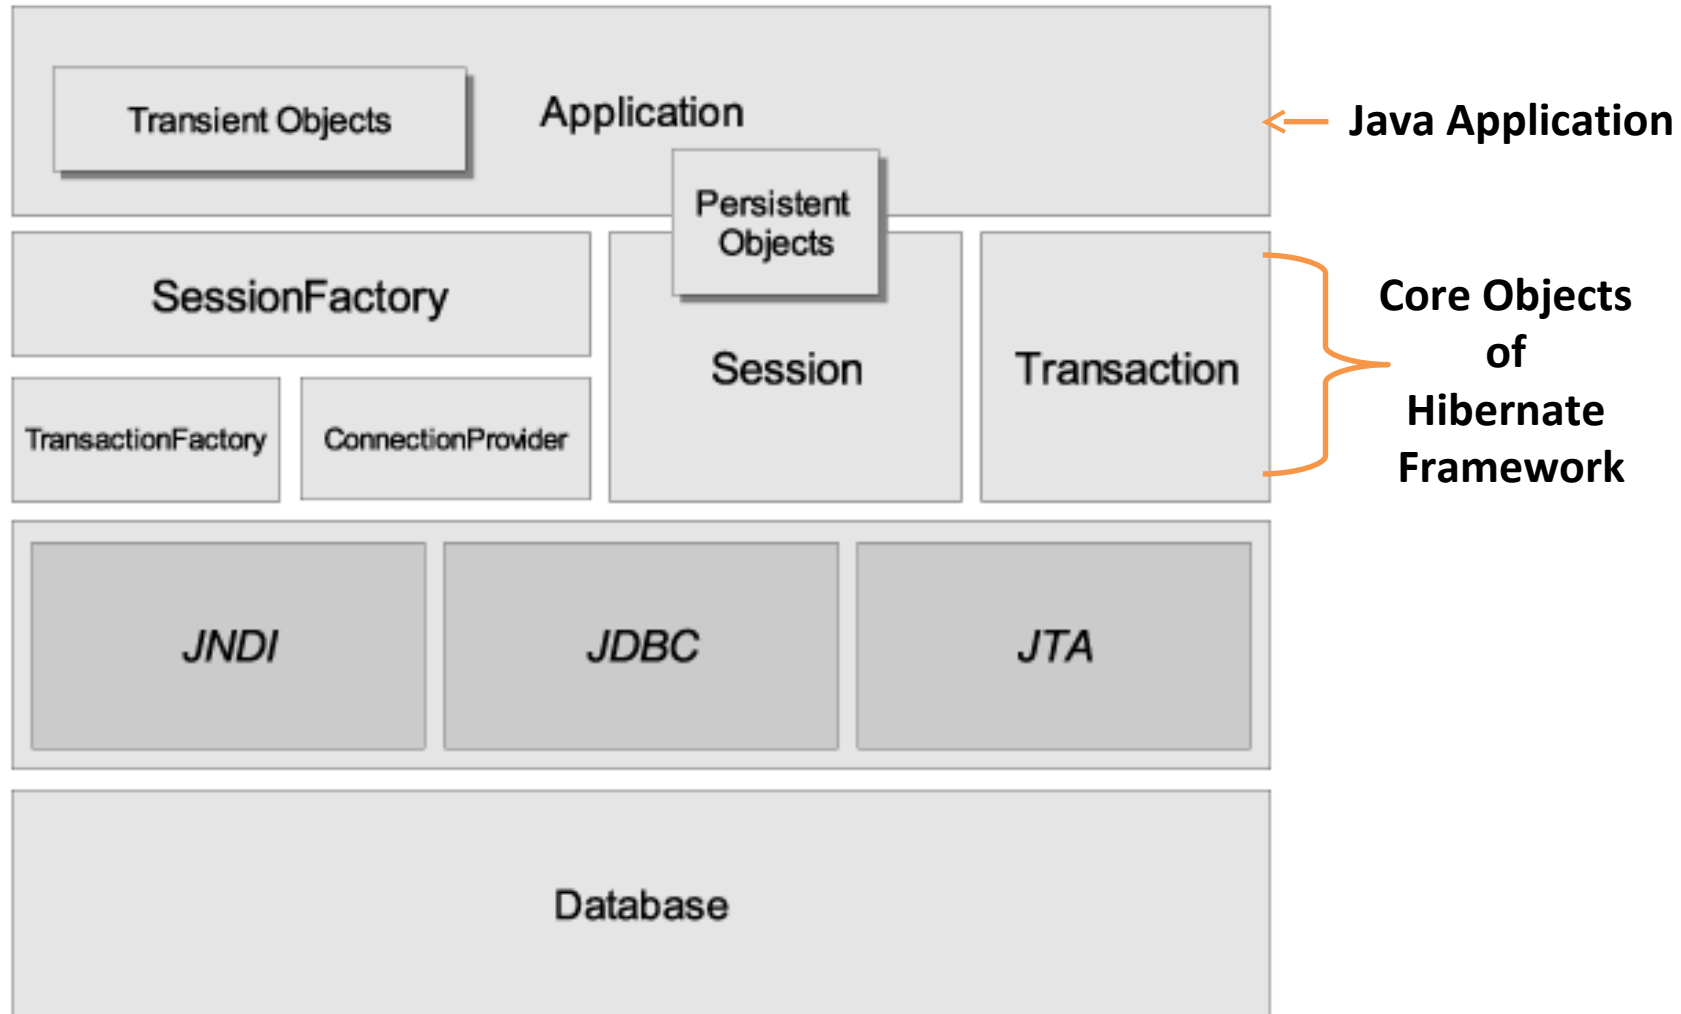 Transient Objects
Application
Java Application
Persistent
Objects
SessionFactory
Session
Transaction
TransactionFactory
ConnectionProvider
Core Objects
of
Hibernate
Framework
JNDI
JDBC
JTA
Database